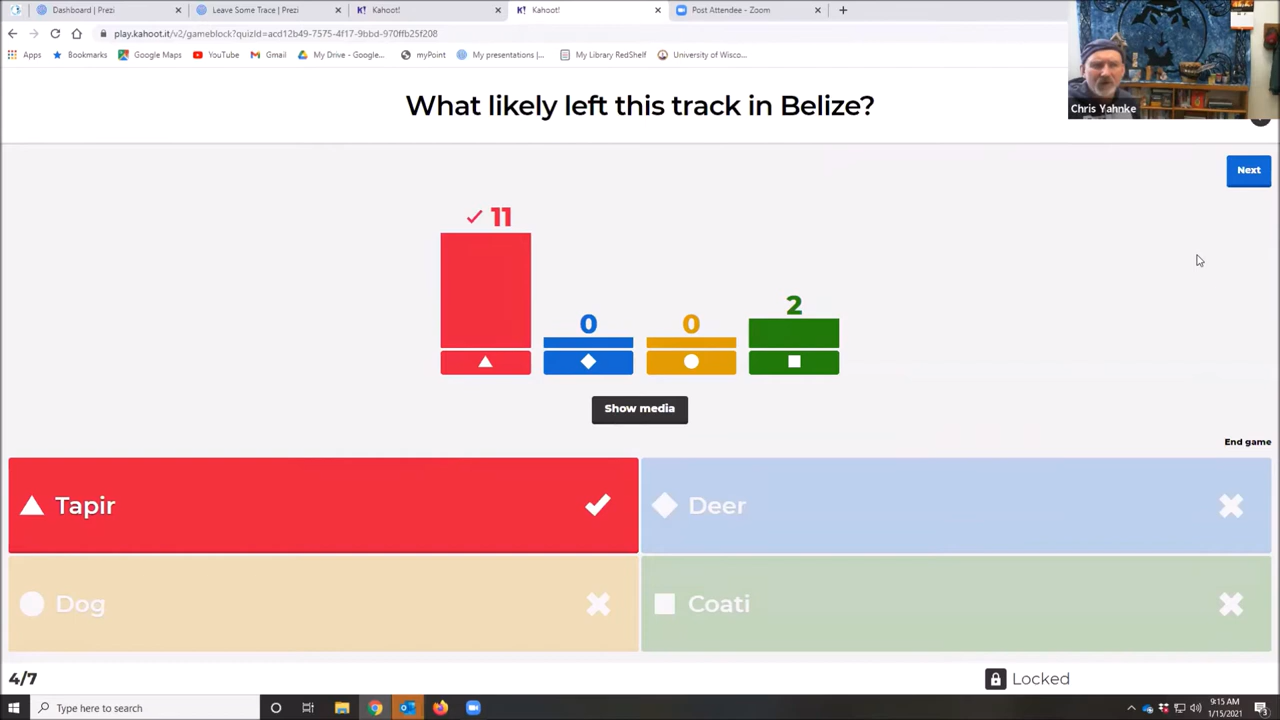 Dashboard | Prezi
Leave Some Trace | Prezi
Kahoot!
Kahoot!
Post Attendee - Zoom
play.kahoot.it/v2/gameblock?quizId=acd12b49-7575-4f17-9bbd-970ffb25f208
Apps
Bookmarks
Google Maps
YouTube
Gmail
My Drive - Google...
myPoint
My presentations |...
My Library RedShelf
University of Wisco...
Chris Yahnke
What likely left this track in Belize?
Next
11
0
0
2
Show media
End game
Tapir
Deer
Dog
Coati
4/7
Locked
Type here to search
9:15 AM
1/15/2021
3